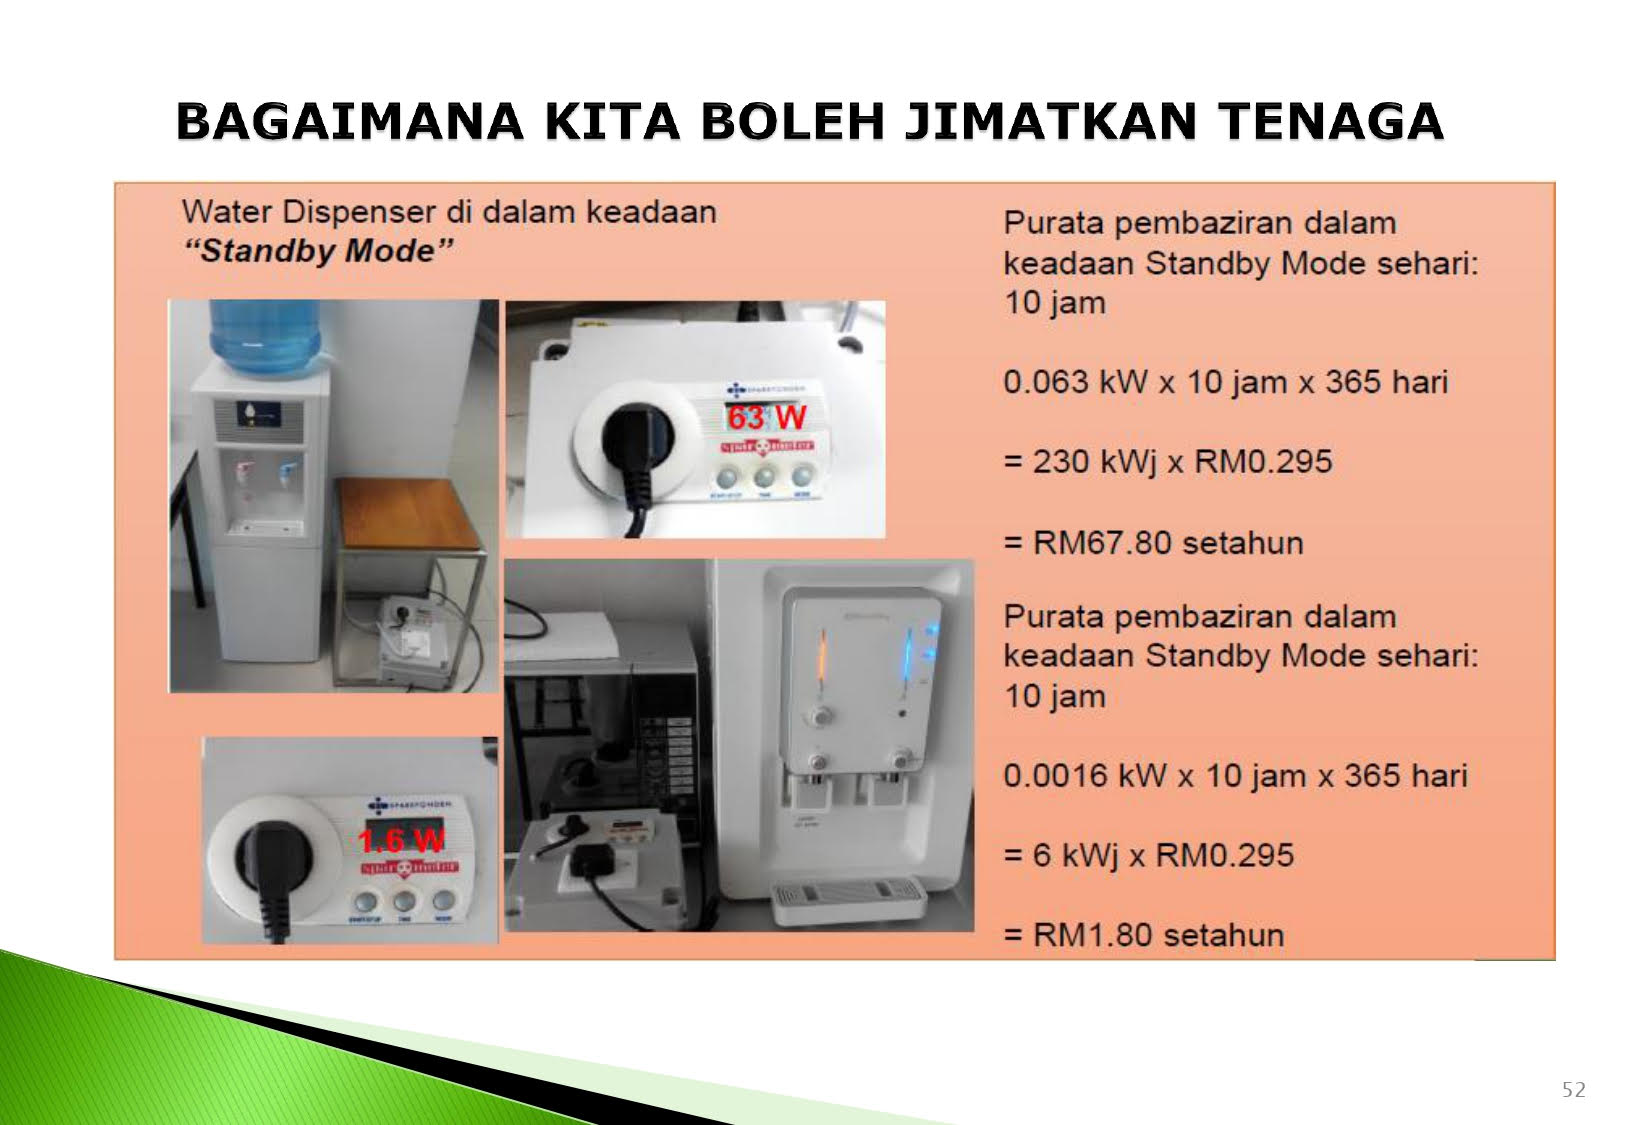 BAGAIMANA KITA BOLEH JIMATKAN TENAGA
Water Dispenser di dalam keadaan
“Standby Mode”
63 W
1.6 W
Purata pembaziran dalam
keadaan Standby Mode sehari:
10 jam
0.063 kW x 10 jam x 365 hari
= 230 kWj x RM0.295
= RM67.80 setahun
Purata pembaziran dalam
keadaan Standby Mode sehari:
10 jam
0.0016 kW x 10 jam x 365 hari
= 6 kWj x RM0.295
= RM1.80 setahun
52